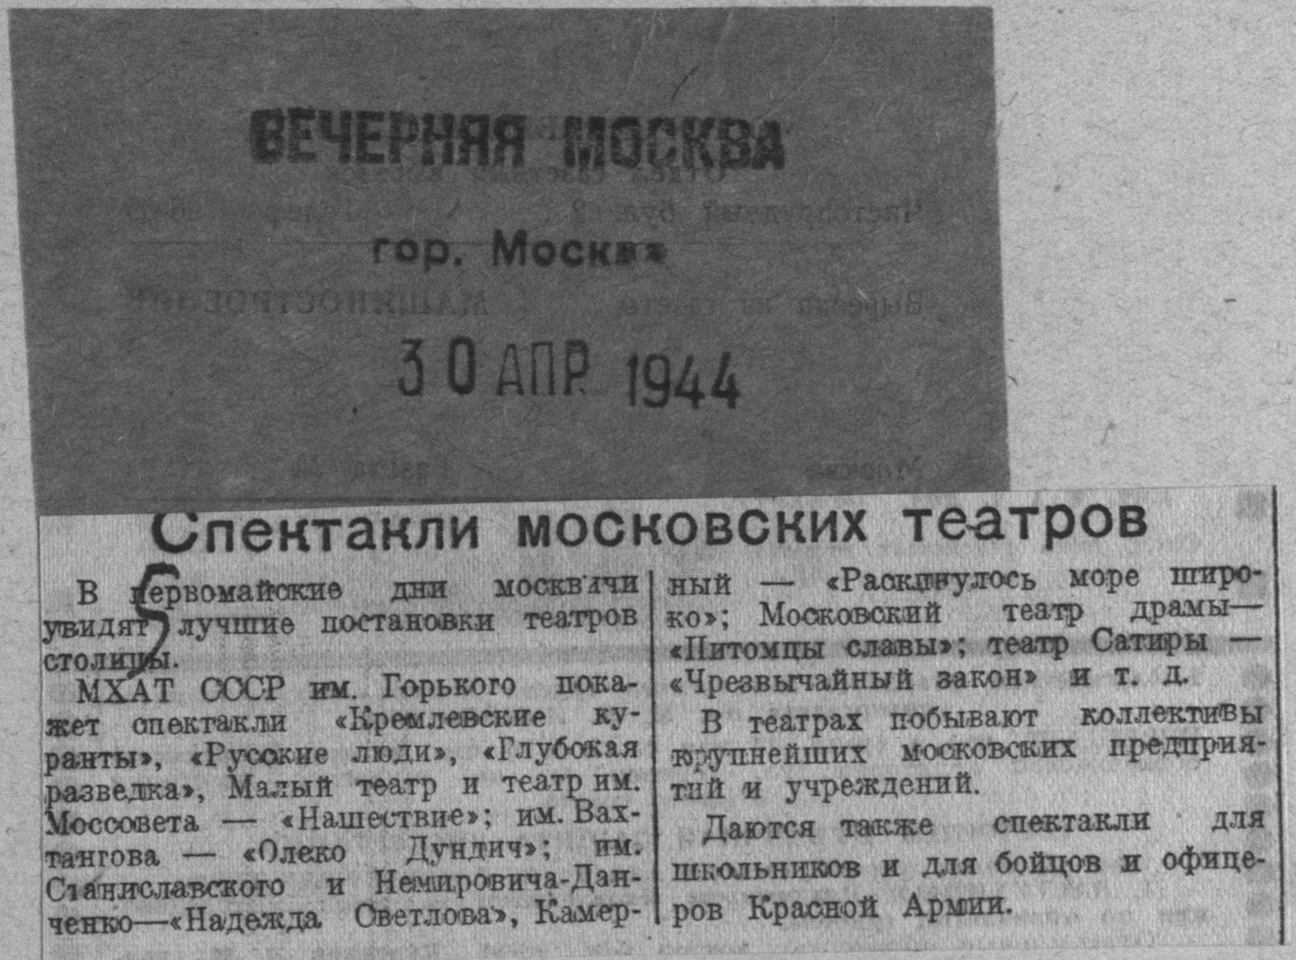 ВЕЧЕРНЯЯ МОСКВА
гор. Москва
30 АПР 1944
Спектакли московских театров
В первомайские дни москвичи
увидят лучшие постановки театров
столицы.
МХАТ СССР им. Горького пока-
жет спектакли «Кремлевские ку-
ранты», «Русские люди», «Глубокая
разведка», Малый театр и театр им.
Моссовета — «Нашествие»; им. Вах-
тангова — «Олеко Дундич»; им.
Станиславского и Немировича-Дан-
ченко—«Надежда Светлова», Камер-
ный — «Раскинулось море широ-
ко»; Московский театр драмы—
«Питомцы славы»; театр Сатиры —
«Чрезвычайный закон» и т. д.
В театрах побывают коллективы
крупнейших московских предприя-
тий и учреждений.
Даются также спектакли для
школьников и для бойцов и офице-
ров Красной Армии.